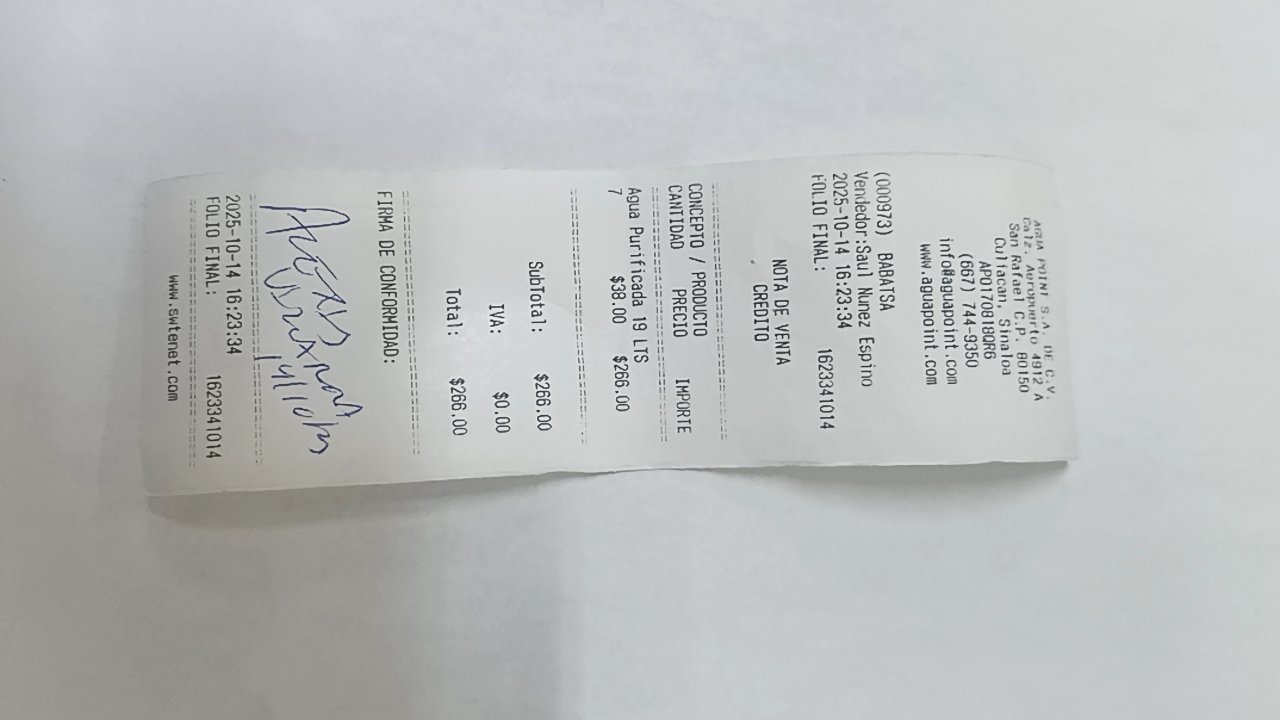 AGUA POINT S.A. DE C.V.
Calz. Aeropuerto 4912 A
San Rafael C.P. 80150
Culiacan, Sinaloa
APO170818QR6
(667) 744-9350
info@aguapoint.com
www.aguapoint.com
(000973) BABATSA
Vendedor:Saul Nunez Espino
2025-10-14 16:23:34
FOLIO FINAL: 1623341014
NOTA DE VENTA
CREDITO
CONCEPTO / PRODUCTO
CANTIDAD PRECIO IMPORTE
Agua Purificada 19 LTS
7 $38.00 $266.00
SubTotal: $266.00
IVA: $0.00
Total: $266.00
FIRMA DE CONFORMIDAD:
2025-10-14 16:23:34
FOLIO FINAL: 1623341014
www.swtenet.com